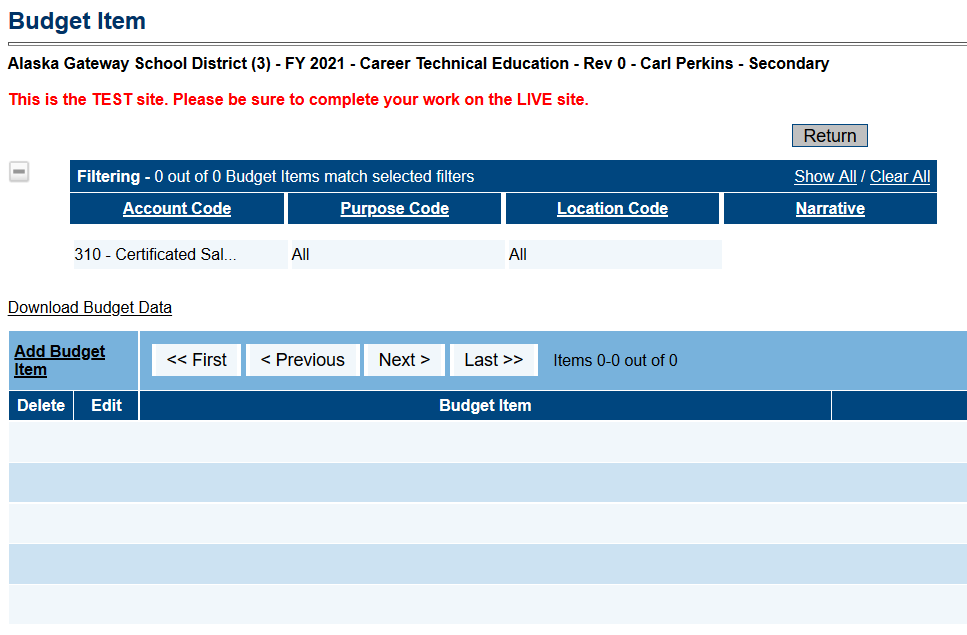 Budget Item
Alaska Gateway School District (3) - FY 2021 - Career Technical Education - Rev 0 - Carl Perkins - Secondary
This is the TEST site. Please be sure to complete your work on the LIVE site.
Return
Filtering - 0 out of 0 Budget Items match selected filters Show All / Clear All
Account Code Purpose Code Location Code Narrative
310 - Certificated Sal... All All
Download Budget Data
Add Budget
Item
<< First < Previous Next > Last >> Items 0-0 out of 0
Delete Edit Budget Item